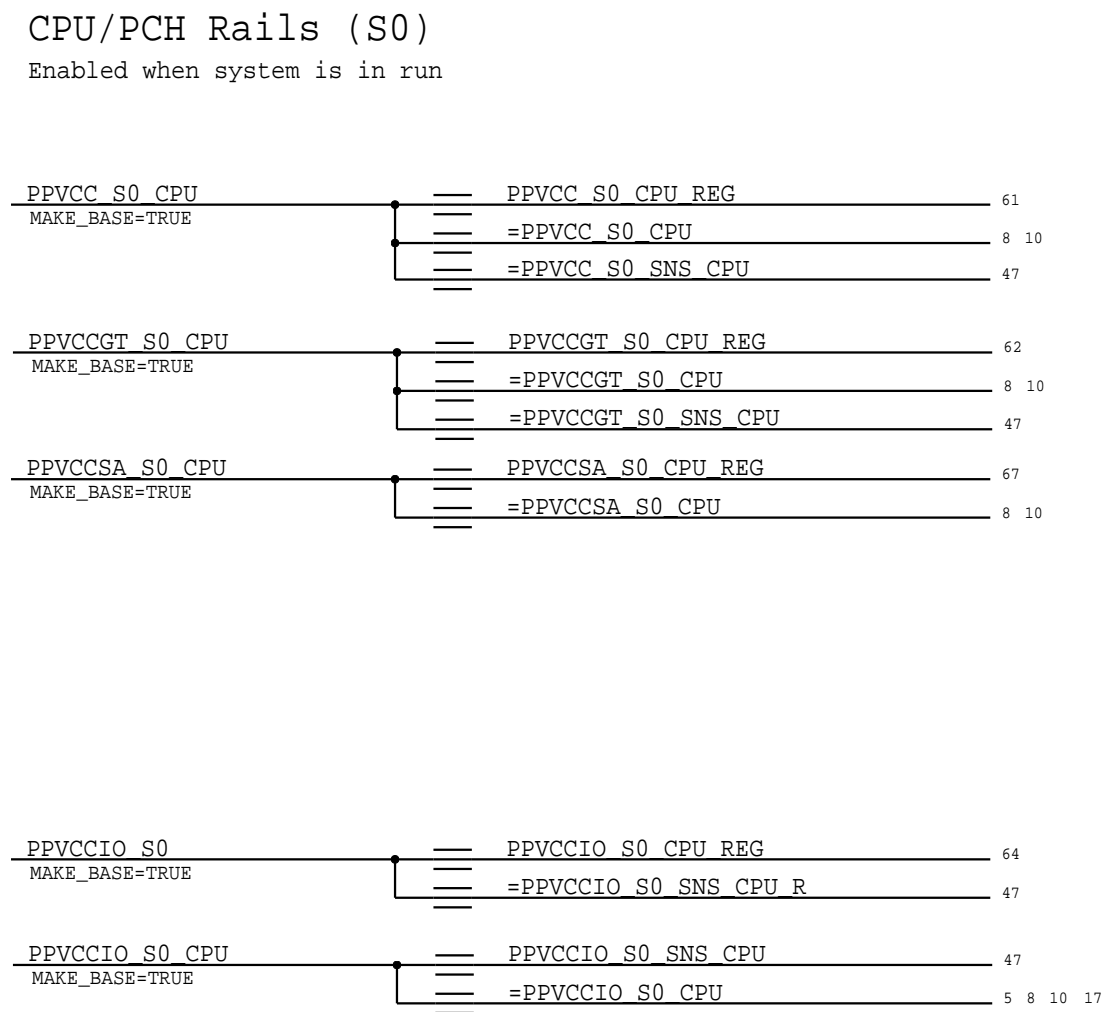 CPU/PCH Rails (S0)
Enabled when system is in run
PPVCC_S0_CPU PPVCC_S0_CPU_REG 61
MAKE_BASE=TRUE
=PPVCC_S0_CPU 8 10
=PPVCC_S0_SNS_CPU 47
PPVCCGT_S0_CPU PPVCCGT_S0_CPU_REG 62
MAKE_BASE=TRUE
=PPVCCGT_S0_CPU 8 10
=PPVCCGT_S0_SNS_CPU 47
PPVCCSA_S0_CPU PPVCCSA_S0_CPU_REG 67
MAKE_BASE=TRUE
=PPVCCSA_S0_CPU 8 10
PPVCCIO_S0 PPVCCIO_S0_CPU_REG 64
MAKE_BASE=TRUE
=PPVCCIO_S0_SNS_CPU_R 47
PPVCCIO_S0_CPU PPVCCIO_S0_SNS_CPU 47
MAKE_BASE=TRUE
=PPVCCIO_S0_CPU 5 8 10 17